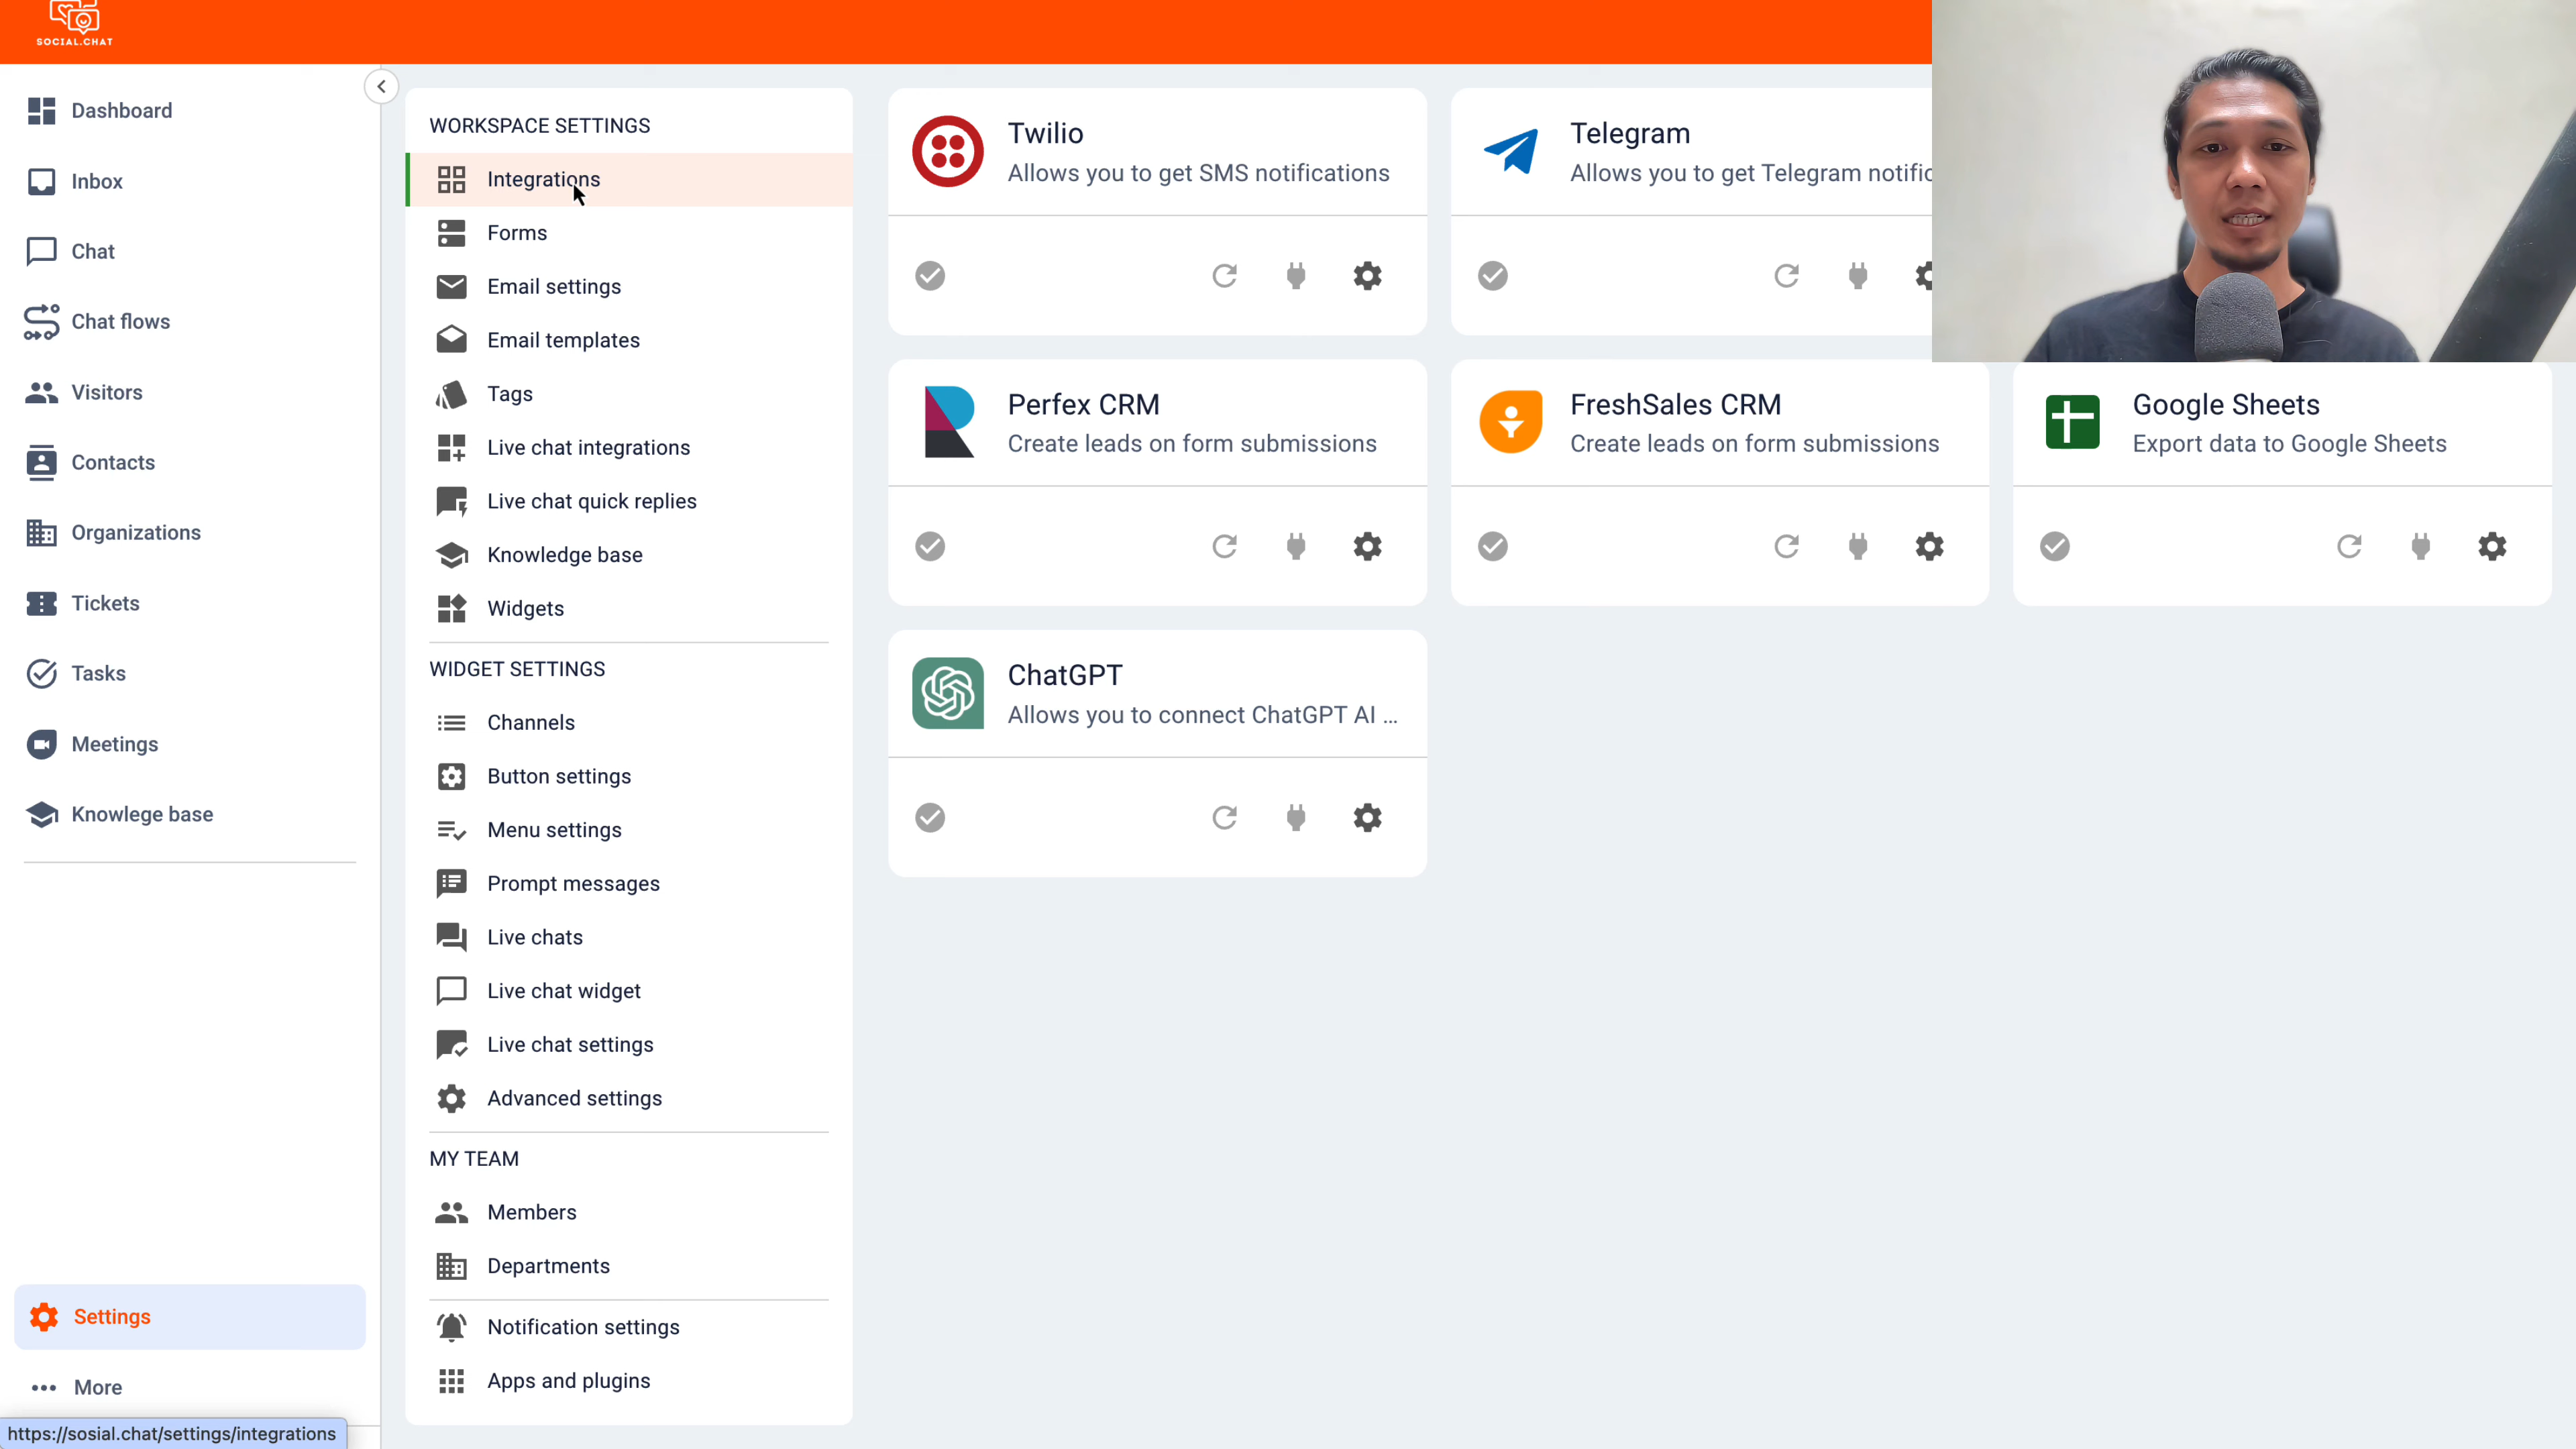 SOCIAL.CHAT
Dashboard
Inbox
Chat
Chat flows
Visitors
Contacts
Organizations
Tickets
Tasks
Meetings
Knowlege base
Settings
More
https://sosial.chat/settings/integrations
WORKSPACE SETTINGS
Integrations
Forms
Email settings
Email templates
Tags
Live chat integrations
Live chat quick replies
Knowledge base
Widgets
WIDGET SETTINGS
Channels
Button settings
Menu settings
Prompt messages
Live chats
Live chat widget
Live chat settings
Advanced settings
MY TEAM
Members
Departments
Notification settings
Apps and plugins
Twilio
Allows you to get SMS notifications
Telegram
Allows you to get Telegram notific
Perfex CRM
Create leads on form submissions
FreshSales CRM
Create leads on form submissions
Google Sheets
Export data to Google Sheets
ChatGPT
Allows you to connect ChatGPT AI ...